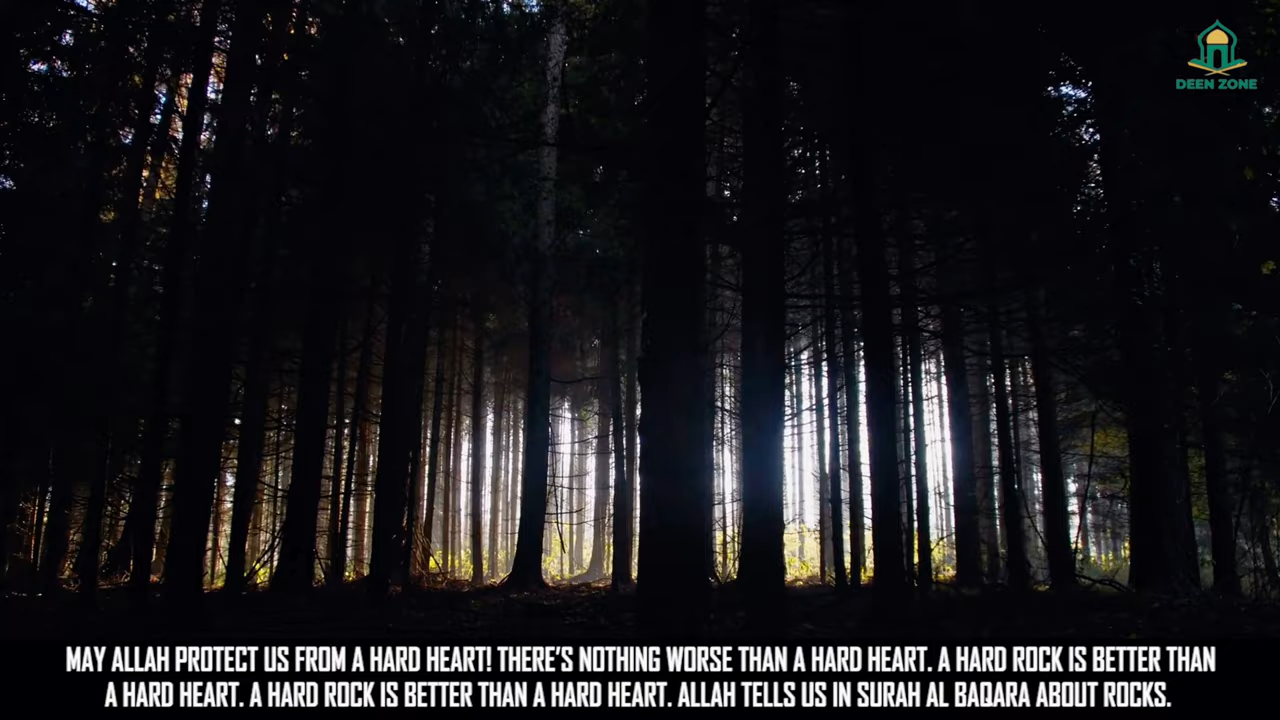 DEEN ZONE
MAY ALLAH PROTECT US FROM A HARD HEART! THERE'S NOTHING WORSE THAN A HARD HEART. A HARD ROCK IS BETTER THAN
A HARD HEART. A HARD ROCK IS BETTER THAN A HARD HEART. ALLAH TELLS US IN SURAH AL BAQARA ABOUT ROCKS.